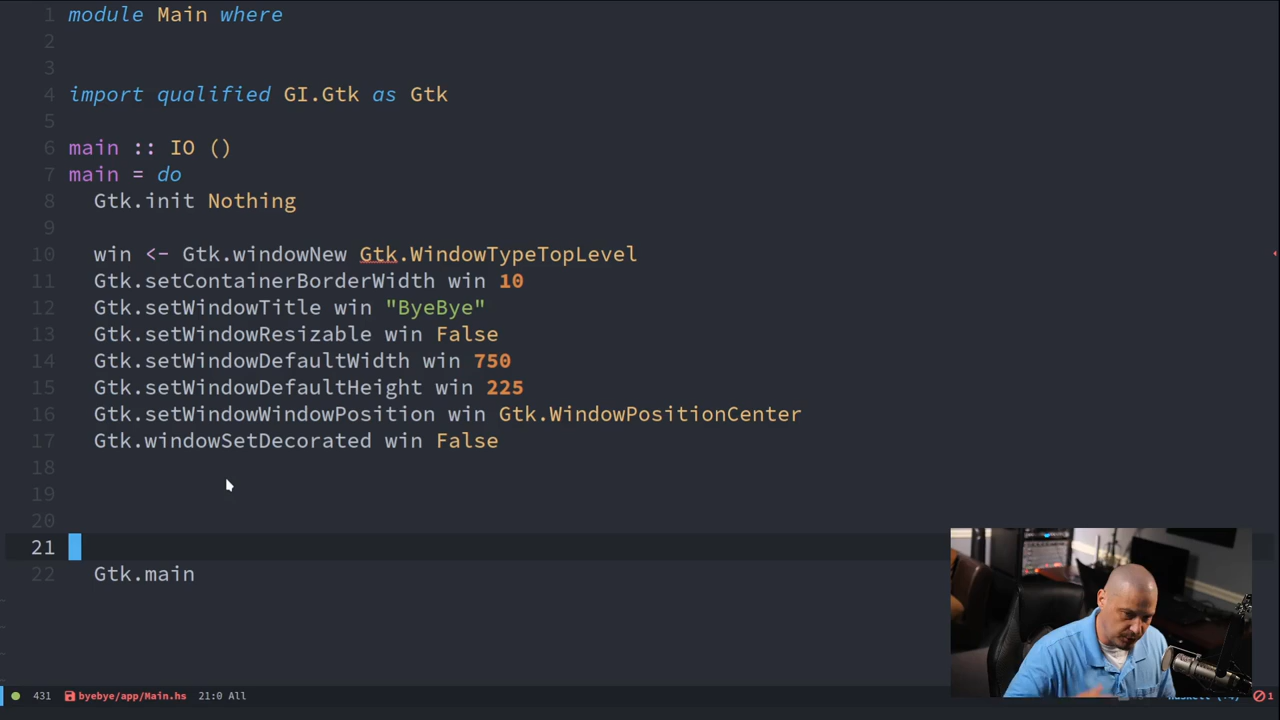 1 module Main where
2
3
4 import qualified GI.Gtk as Gtk
5
6 main :: IO ()
7 main = do
8 Gtk.init Nothing
9
10 win <- Gtk.windowNew Gtk.WindowTypeTopLevel
11 Gtk.setContainerBorderWidth win 10
12 Gtk.setWindowTitle win "ByeBye"
13 Gtk.setWindowResizable win False
14 Gtk.setWindowDefaultWidth win 750
15 Gtk.setWindowDefaultHeight win 225
16 Gtk.setWindowWindowPosition win Gtk.WindowPositionCenter
17 Gtk.windowSetDecorated win False
18
19
20
21
22 Gtk.main
431 byebye/app/Main.hs 21:0 All 1